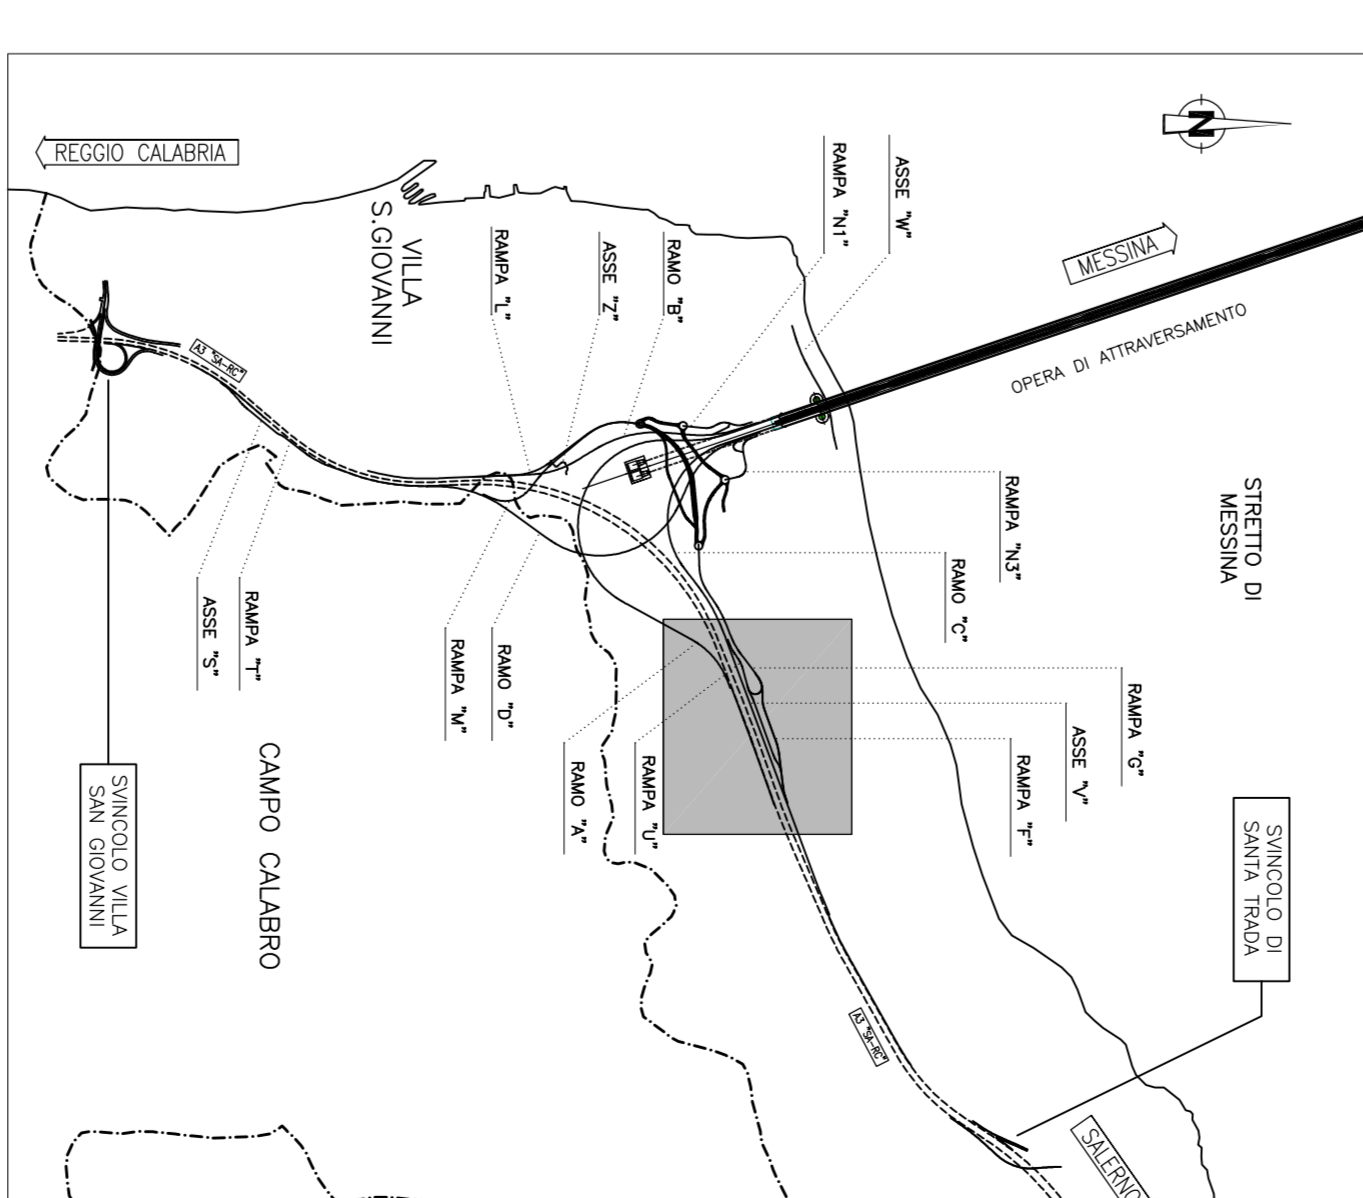 N
REGGIO CALABRIA
ASSE "W"
RAMPA "N1"
MESSINA
VILLA
S.GIOVANNI
RAMPA "L"
ASSE "Z"
RAMO "B"
OPERA DI ATTRAVERSAMENTO
A3 "SA-RC"
STRETTO DI
MESSINA
RAMPA "N3"
RAMO "C"
RAMPA "T"
ASSE "S"
RAMPA "M"
RAMO "D"
RAMPA "G"
ASSE "V"
RAMPA "F"
RAMPA "U"
RAMO "A"
CAMPO CALABRO
SVINCOLO VILLA
SAN GIOVANNI
SVINCOLO DI
SANTA TRADA
A3 "SA-RC"
SALERNO